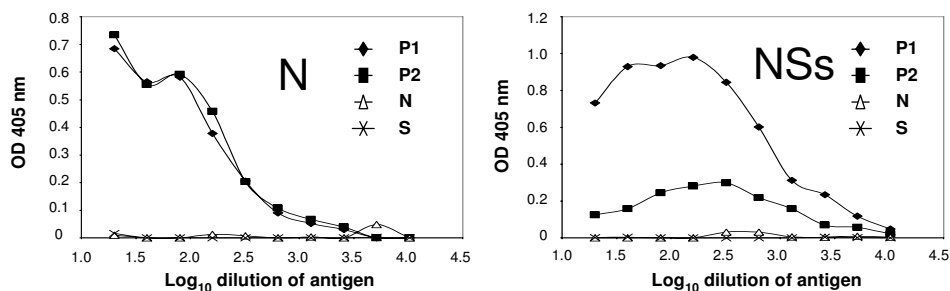 0.8
0.7
0.6
0.5
0.4
0.3
0.2
0.1
0
OD 405 nm
N
P1
P2
N
S
1.0 1.5 2.0 2.5 3.0 3.5 4.0 4.5
Log10 dilution of antigen
1.2
1.0
0.8
0.6
0.4
0.2
0
OD 405 nm
NSs
P1
P2
N
S
1.0 1.5 2.0 2.5 3.0 3.5 4.0 4.5
Log10 dilution of antigen